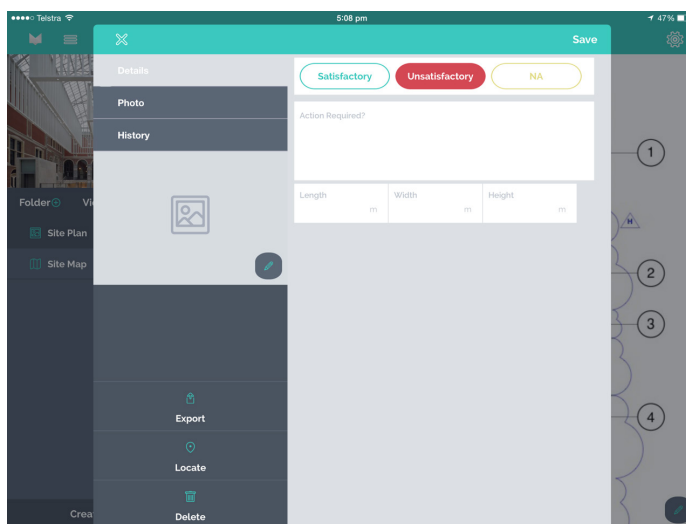 Telstra 5:08 pm 47%
Save
Details
Photo
History
Satisfactory Unsatisfactory NA
Action Required?
Length Width Height
m m m
Folder
Site Plan
Site Map
Export
Locate
Delete
1
H
2
3
4